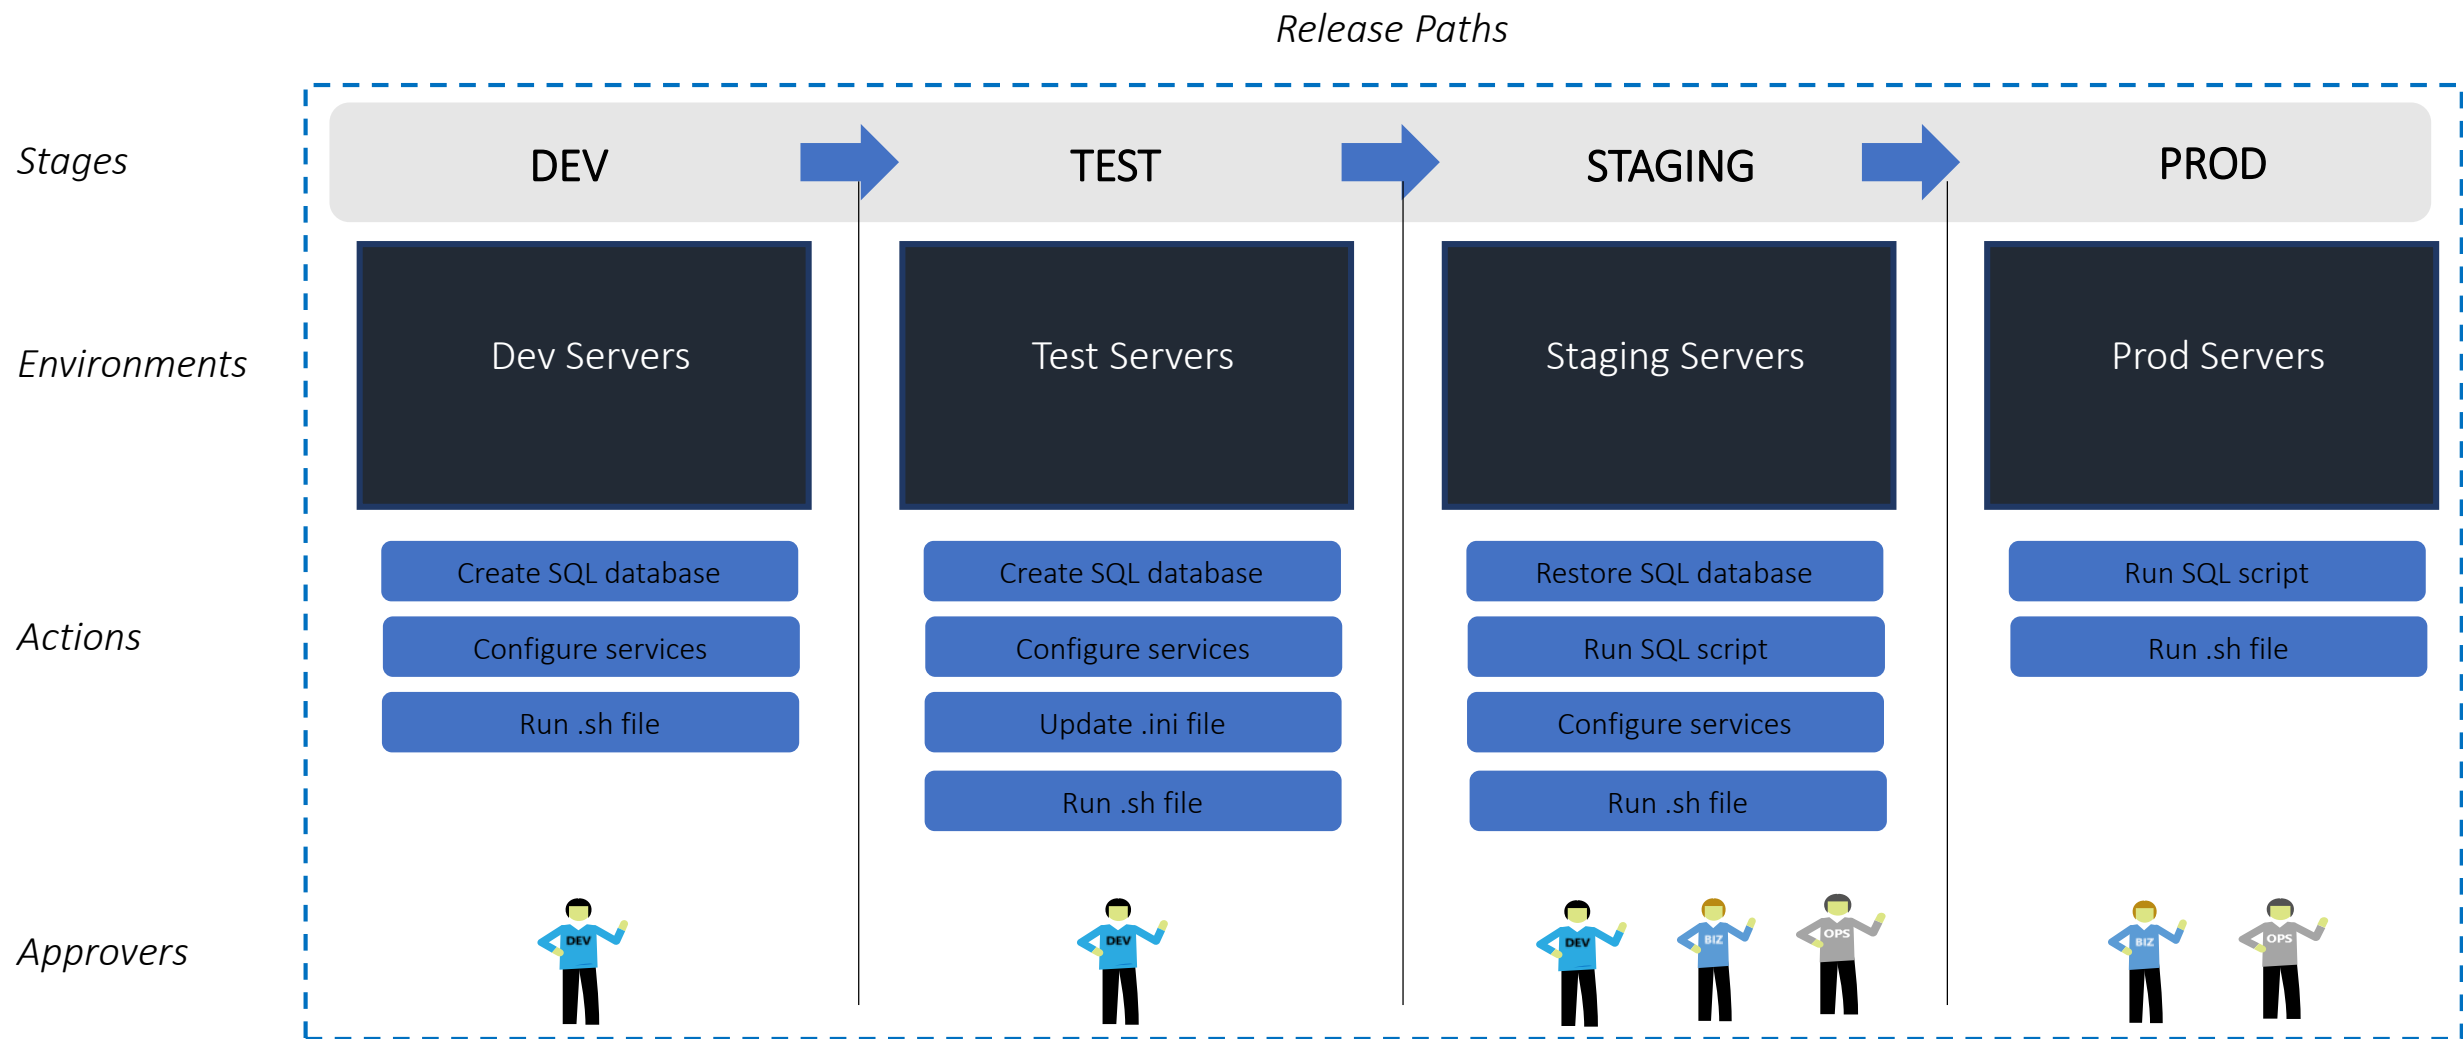 Release Paths
Stages
DEV
TEST
STAGING
PROD
Environments
Dev Servers
Test Servers
Staging Servers
Prod Servers
Actions
Create SQL database
Create SQL database
Restore SQL database
Run SQL script
Configure services
Configure services
Run SQL script
Run .sh file
Run .sh file
Update .ini file
Configure services
Run .sh file
Run .sh file
Approvers
DEV
DEV
DEV
BIZ
OPS
BIZ
OPS